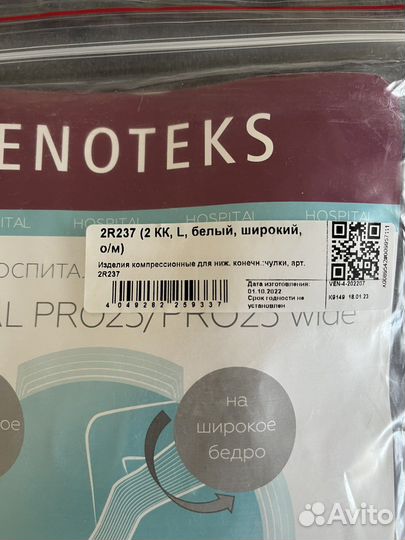 ENOTEKS
HOSPITAL HOSPITAL
2R237 (2 КК, L, белый, широкий,
о/м)
Изделия компрессионные для ниж. конечн.:чулки, арт.
2R237
4 049282 259337
Дата изготовления:
01.10.2022
Срок годности не
установлен
VEN-4-202207
K9149 18.01.23
ОСПИТА
AL PRO25/PRO25 wide
ое
на
широкое
бедро
Avito